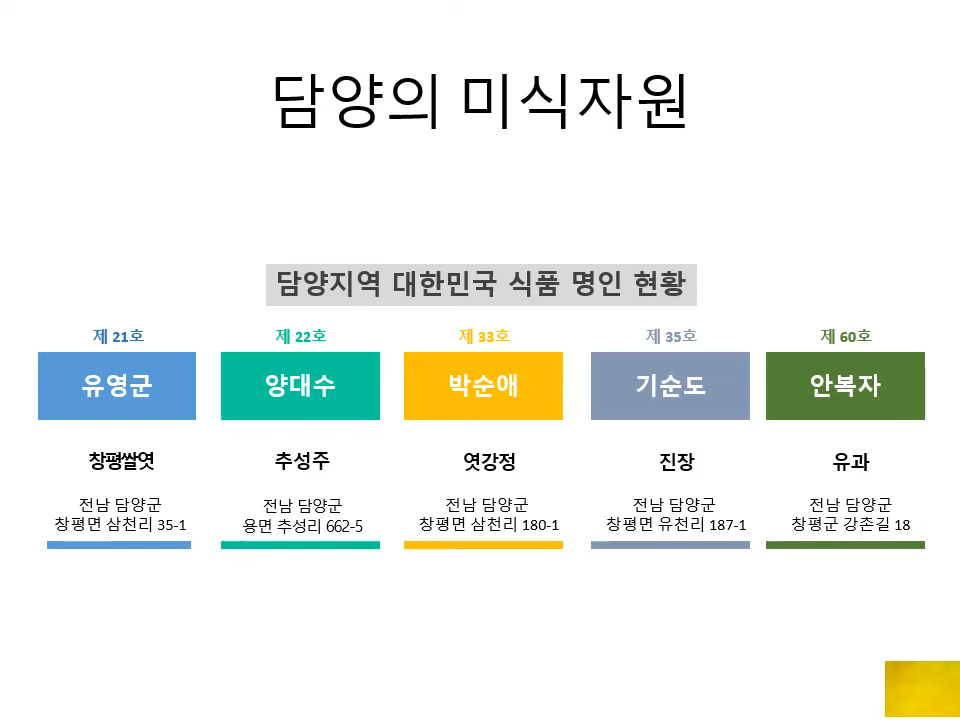 담양의 미식자원
담양지역 대한민국 식품 명인 현황
제 21호
유영군
창평쌀엿
전남 담양군
창평면 삼천리 35-1
제 22호
양대수
추성주
전남 담양군
용면 추성리 662-5
제 33호
박순애
엿강정
전남 담양군
창평면 삼천리 180-1
제 35호
기순도
진장
전남 담양군
창평면 유천리 187-1
제 60호
안복자
유과
전남 담양군
창평군 강촌길 18